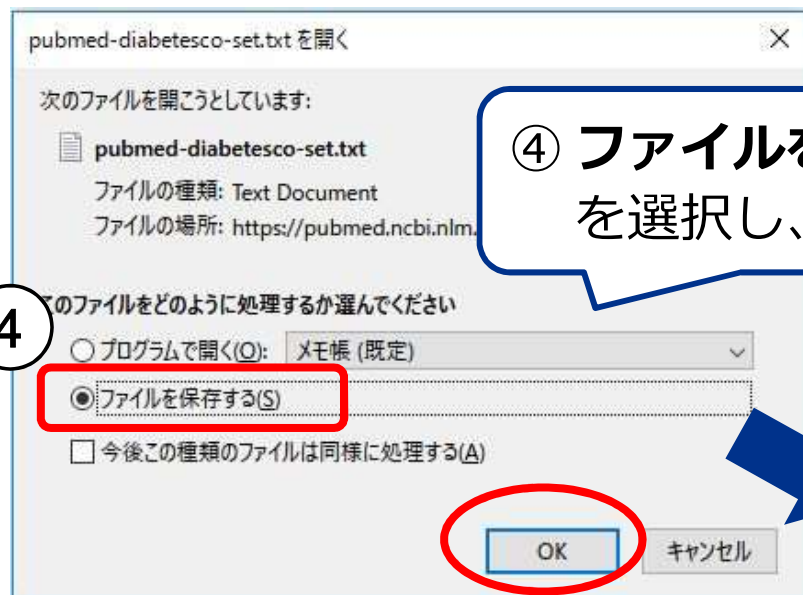 pubmed-diabetesco-set.txt を開く
次のファイルを開こうとしています:
pubmed-diabetesco-set.txt
ファイルの種類: Text Document
ファイルの場所: https://pubmed.ncbi.nlm.
④ ファイルを
を選択し、
このファイルをどのように処理するか選んでください
4
プログラムで開く(O): メモ帳 (既定)
ファイルを保存する(S)
今後この種類のファイルは同様に処理する(A)
OK キャンセル